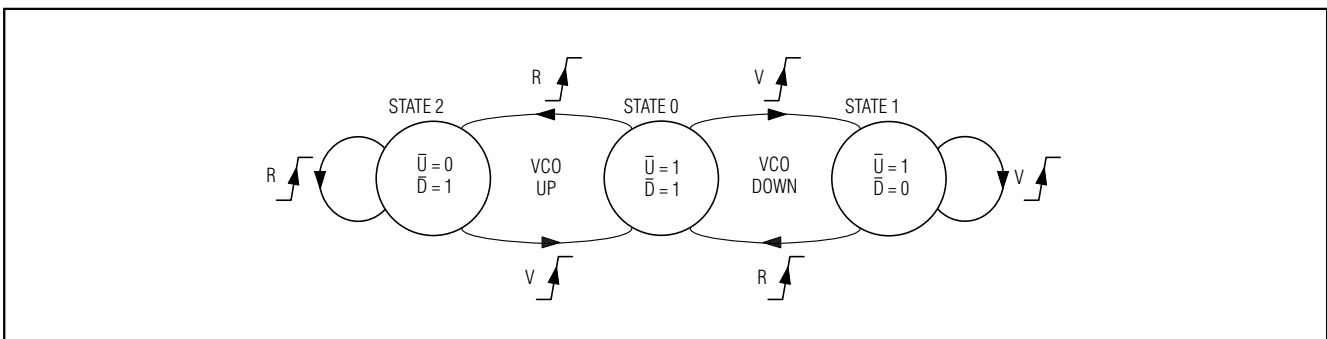 R
V
STATE 2
STATE 0
STATE 1
R
U̅ = 0
D̅ = 1
VCO
UP
U̅ = 1
D̅ = 1
VCO
DOWN
U̅ = 1
D̅ = 0
V
V
R